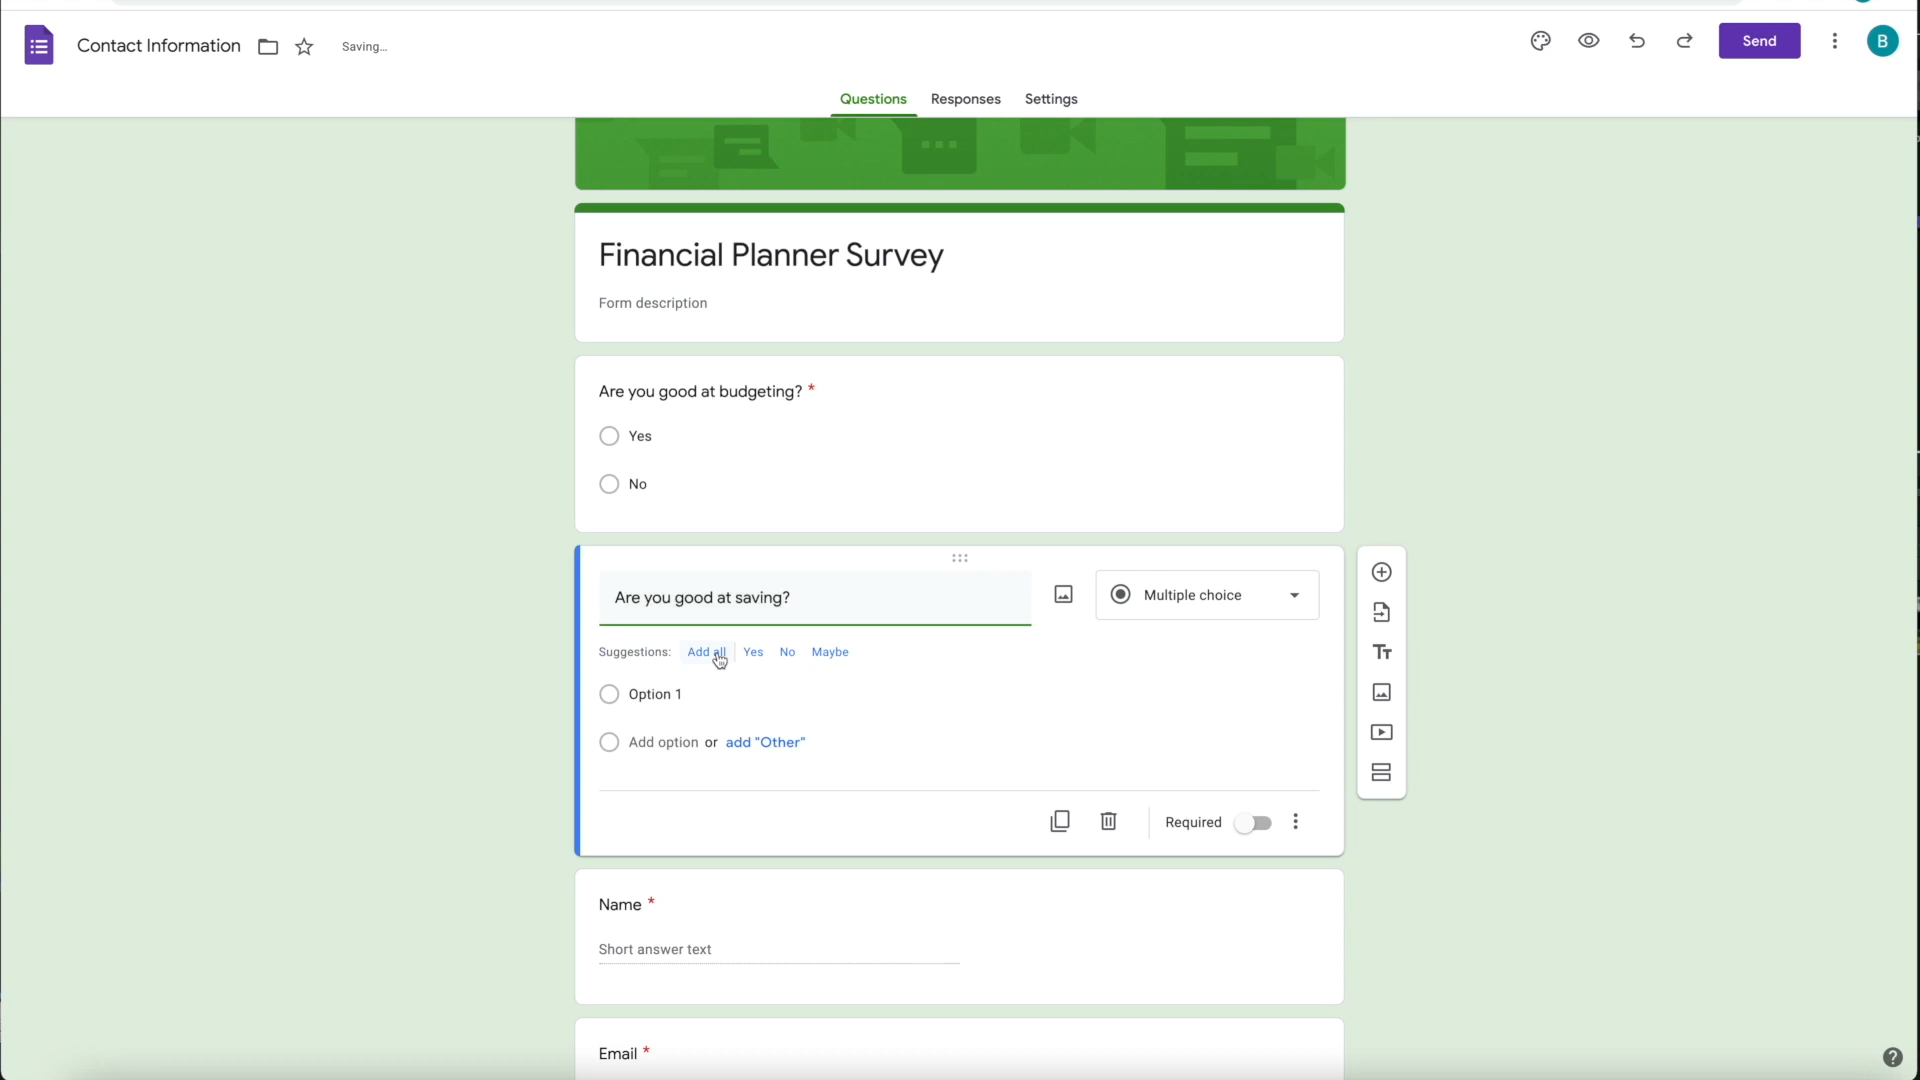 Contact Information
Saving...
Send
B
Questions
Responses
Settings
Financial Planner Survey
Form description
Are you good at budgeting? *
Yes
No
Are you good at saving?
Multiple choice
Suggestions: Add all Yes No Maybe
Option 1
Add option or add "Other"
Required
Name *
Short answer text
Email *